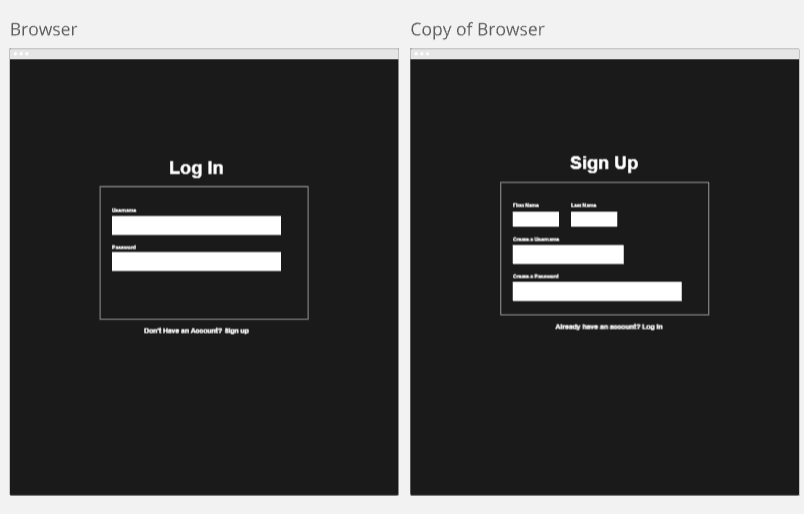 Browser
Log In
Username
Password
Don't Have an Account? Sign up
Copy of Browser
Sign Up
First Name Last Name
Create a Username
Create a Password
Already have an account? Log In